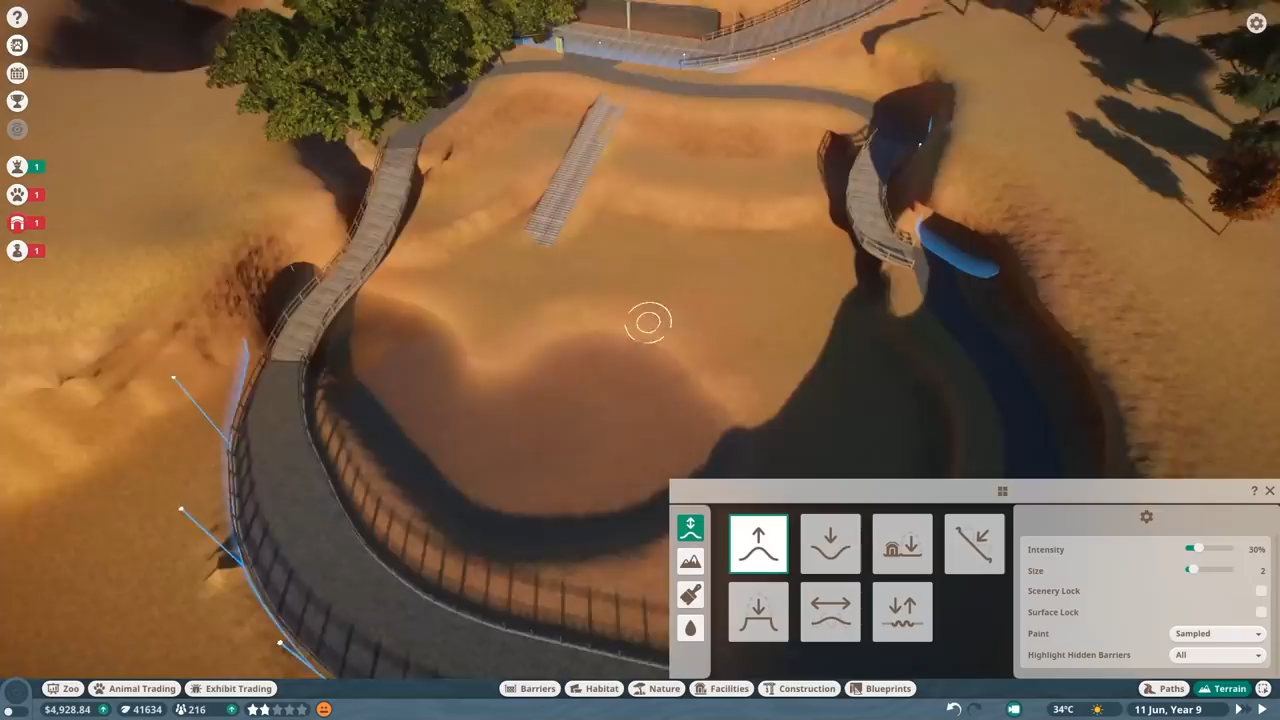 ?
1
1
1
1
?
Intensity 30%
Size 2
Scenery Lock
Surface Lock
Paint Sampled
Highlight Hidden Barriers All
Zoo Animal Trading Exhibit Trading Barriers Habitat Nature Facilities Construction Blueprints Paths Terrain
$4,928.84 41634 216 34°C 11 Jun, Year 9